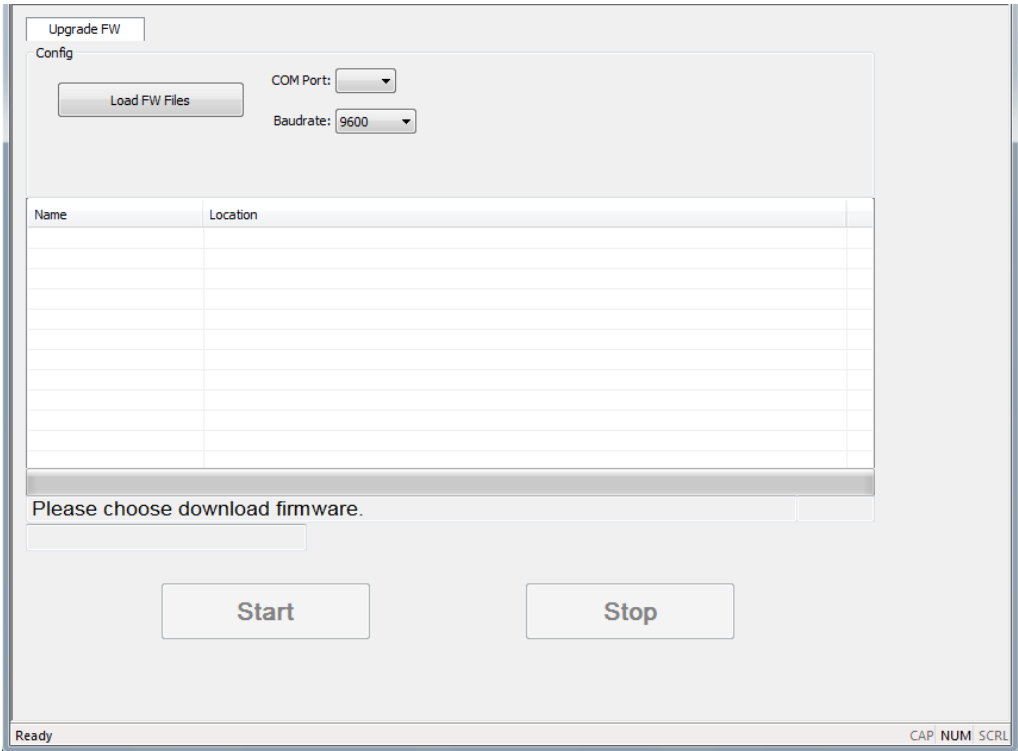 Upgrade FW
Config
Load FW Files
COM Port:
Baudrate: 9600
Name Location
Please choose download firmware.
Start Stop
Ready CAP NUM SCRL